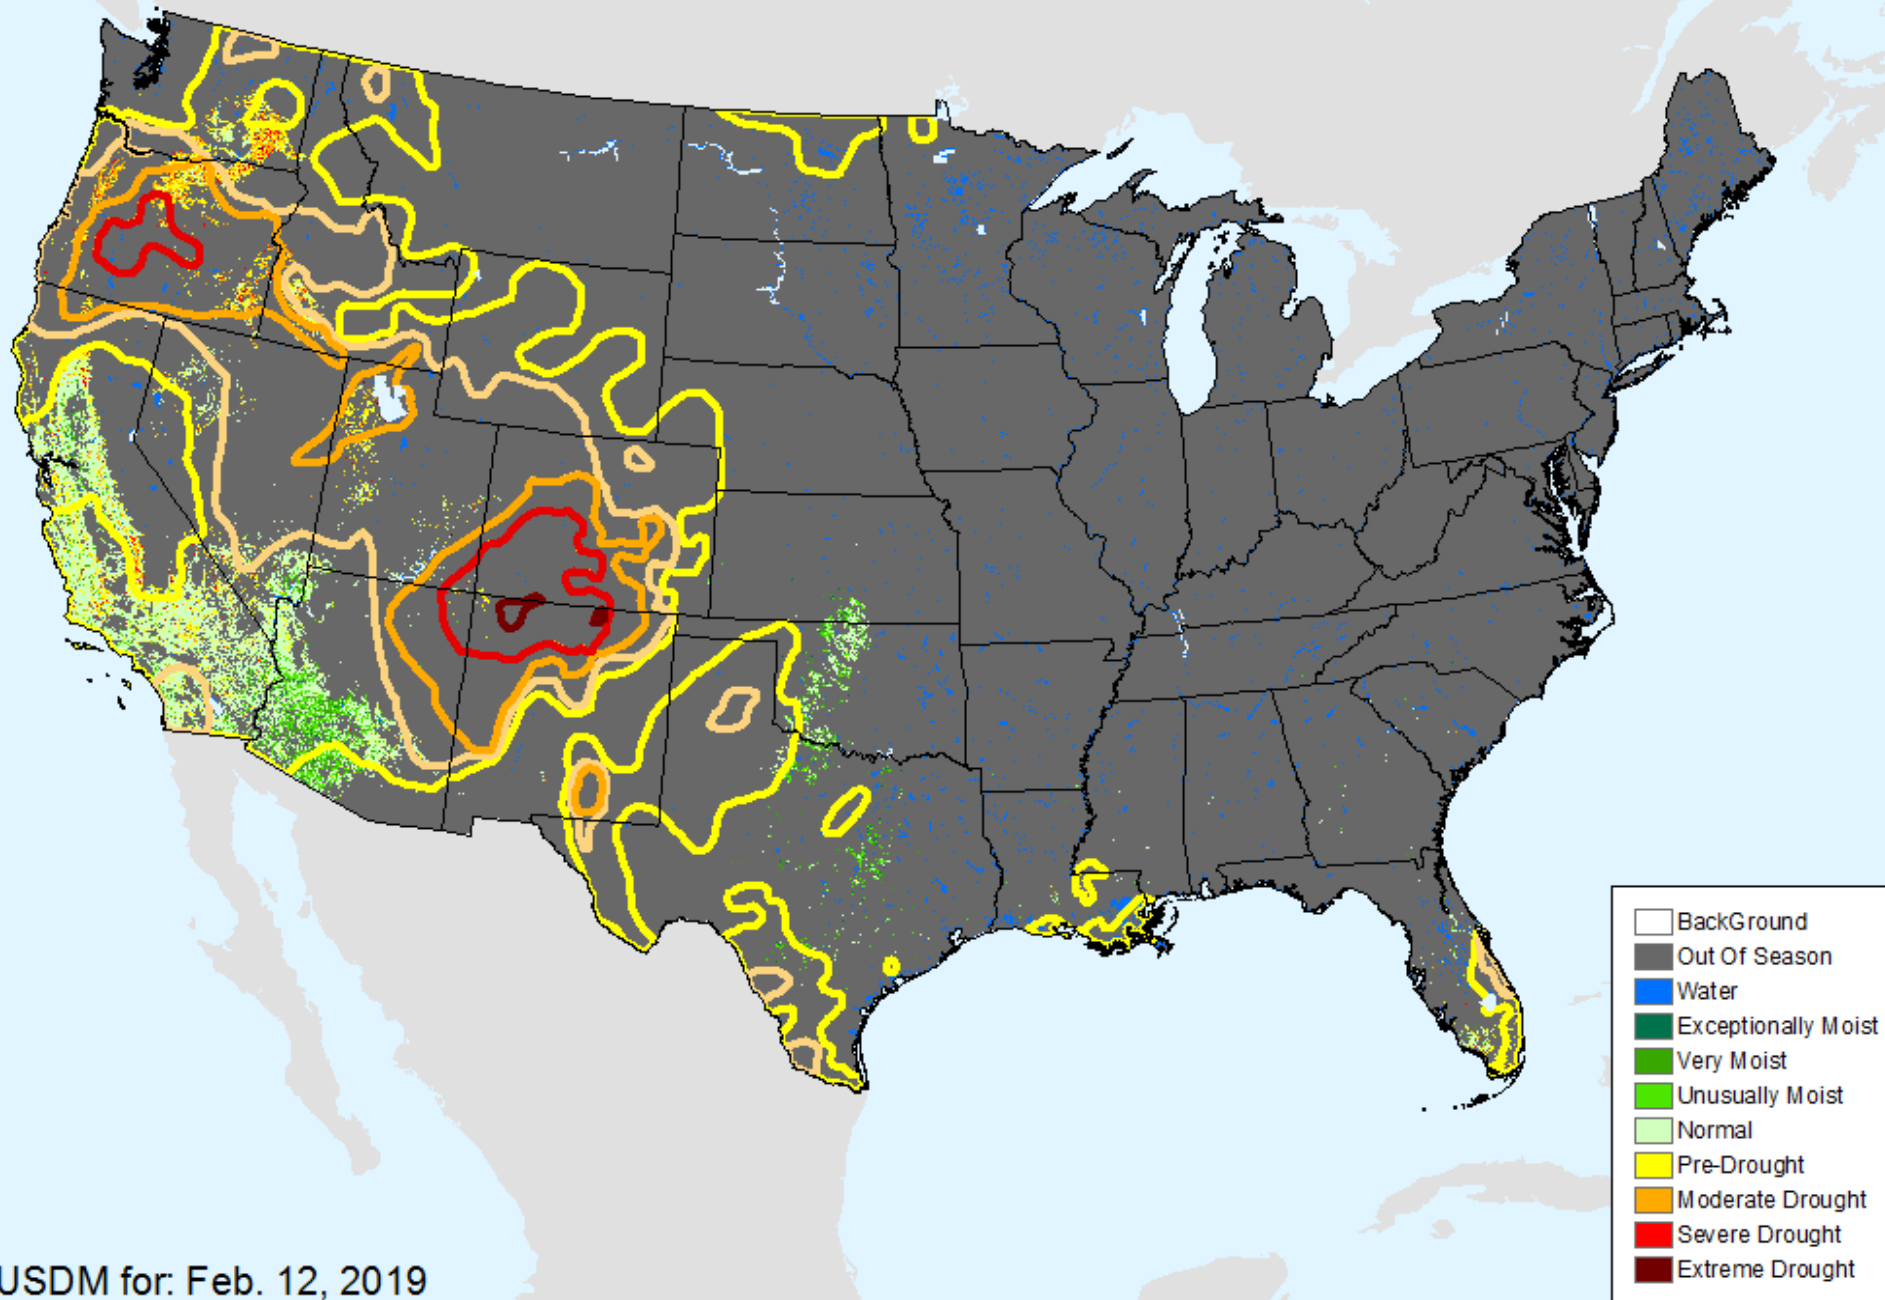 BackGround
Out Of Season
Water
Exceptionally Moist
Very Moist
Unusually Moist
Normal
Pre-Drought
Moderate Drought
Severe Drought
Extreme Drought
USDM for: Feb. 12, 2019